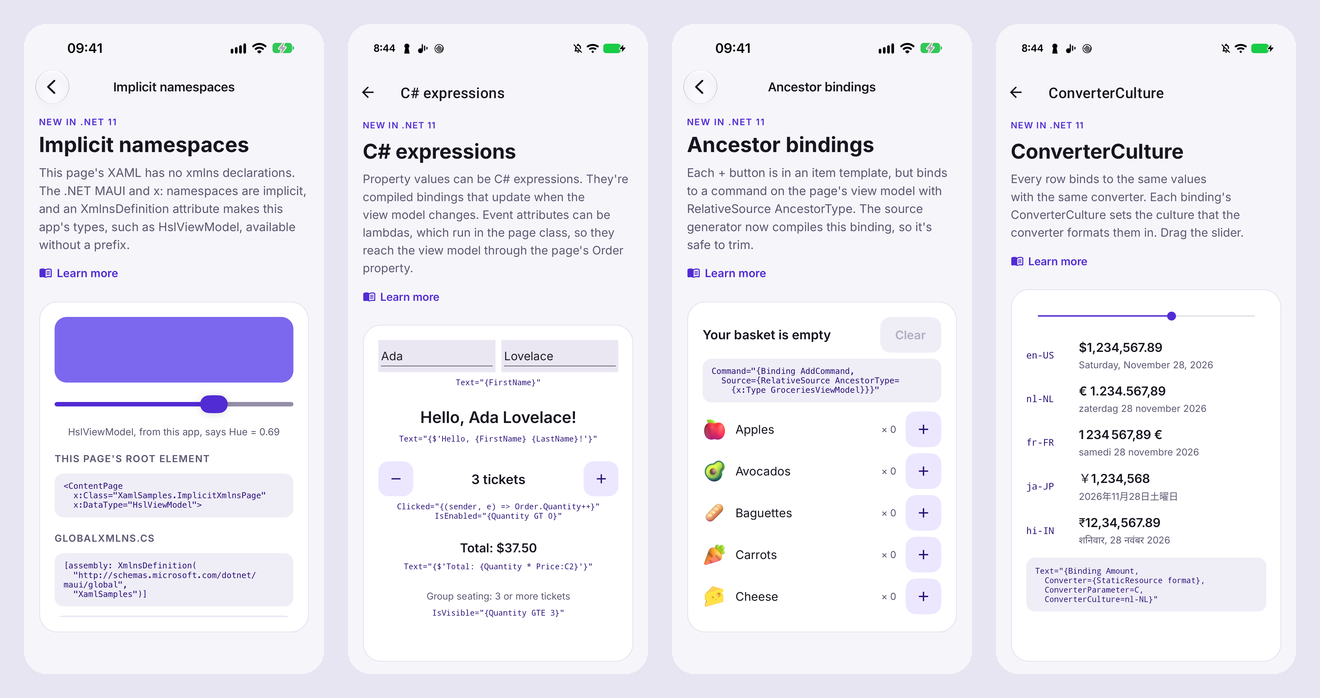 09:41
Implicit namespaces
NEW IN .NET 11
Implicit namespaces
This page's XAML has no xmlns declarations.
The .NET MAUI and x: namespaces are implicit,
and an XmlnsDefinition attribute makes this
app's types, such as HslViewModel, available
without a prefix.
Learn more
HslViewModel, from this app, says Hue = 0.69
THIS PAGE'S ROOT ELEMENT
<ContentPage
x:Class="XamlSamples.ImplicitXmlnsPage"
x:DataType="HslViewModel">
GLOBALXMLNS.CS
[assembly: XmlnsDefinition(
"http://schemas.microsoft.com/dotnet/
maui/global",
"XamlSamples")]
8:44
C# expressions
NEW IN .NET 11
C# expressions
Property values can be C# expressions. They're
compiled bindings that update when the
view model changes. Event attributes can be
lambdas, which run in the page class, so they
reach the view model through the page's Order
property.
Learn more
Ada
Lovelace
Text="{FirstName}"
Hello, Ada Lovelace!
Text="{$'Hello, {FirstName} {LastName}!'}"
−
3 tickets
+
Clicked="{(sender, e) => Order.Quantity++}"
IsEnabled="{Quantity GT 0}"
Total: $37.50
Text="{$'Total: {Quantity * Price:C2}'}"
Group seating: 3 or more tickets
IsVisible="{Quantity GTE 3}"
09:41
Ancestor bindings
NEW IN .NET 11
Ancestor bindings
Each + button is in an item template, but binds
to a command on the page's view model with
RelativeSource AncestorType. The source
generator now compiles this binding, so it's
safe to trim.
Learn more
Your basket is empty
Clear
Command="{Binding AddCommand,
Source={RelativeSource AncestorType=
{x:Type GroceriesViewModel}}}"
Apples × 0 +
Avocados × 0 +
Baguettes × 0 +
Carrots × 0 +
Cheese × 0 +
8:44
ConverterCulture
NEW IN .NET 11
ConverterCulture
Every row binds to the same values
with the same converter. Each binding's
ConverterCulture sets the culture that the
converter formats them in. Drag the slider.
Learn more
en-US
$1,234,567.89
Saturday, November 28, 2026
nl-NL
€ 1.234.567,89
zaterdag 28 november 2026
fr-FR
1 234 567,89 €
samedi 28 novembre 2026
ja-JP
￥1,234,568
2026年11月28日土曜日
hi-IN
₹12,34,567.89
शनिवार, 28 नवंबर 2026
Text="{Binding Amount,
Converter={StaticResource format},
ConverterParameter=C,
ConverterCulture=nl-NL}"